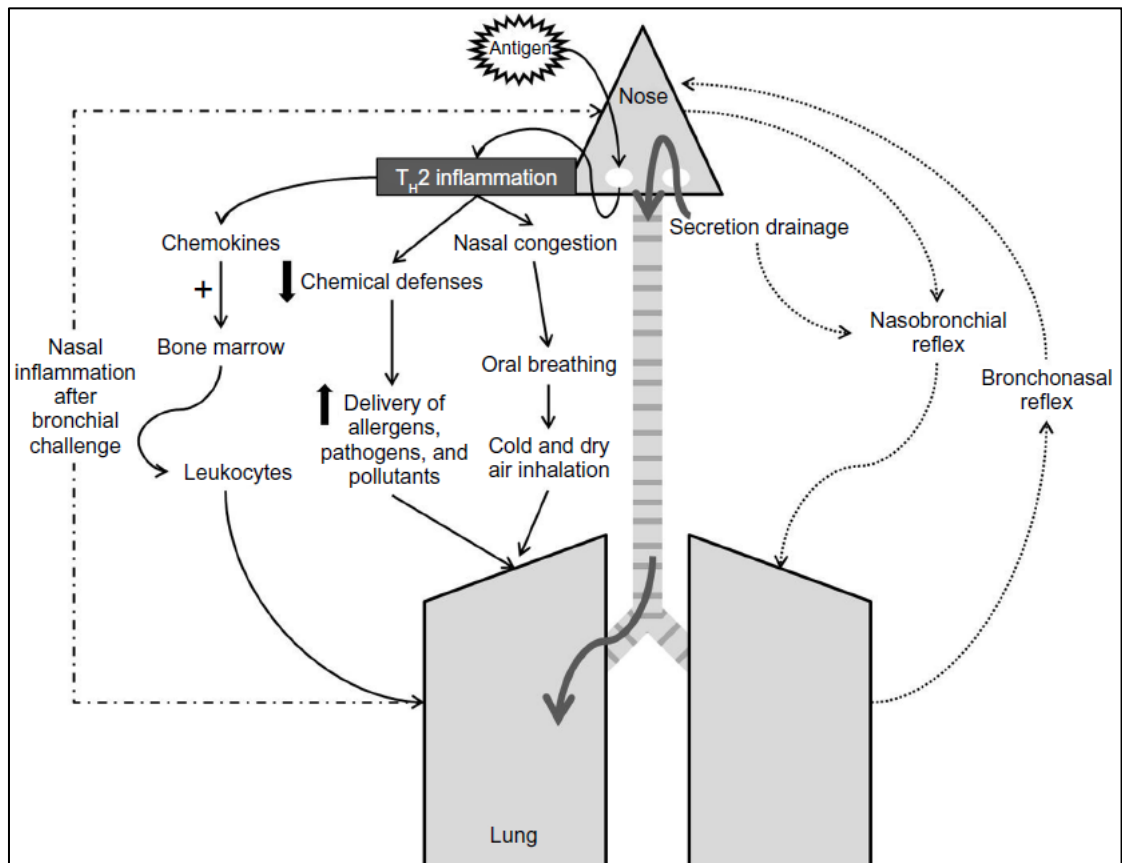 Antigen
Nose
T_H2 inflammation
Chemokines
Nasal congestion
Secretion drainage
+
Chemical defenses
Nasobronchial
reflex
Nasal
inflammation
after
bronchial
challenge
Bone marrow
Oral breathing
Bronchonasal
reflex
Delivery of
allergens,
pathogens, and
pollutants
Cold and dry
air inhalation
Leukocytes
Lung